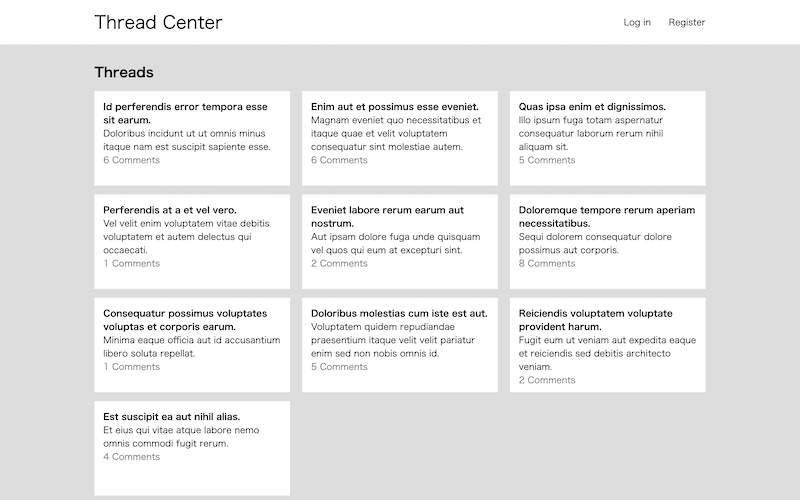 Thread Center
Log in
Register
Threads
Id perferendis error tempora esse
sit earum.
Doloribus incidunt ut ut omnis minus
itaque nam est suscipit sapiente esse.
6 Comments
Enim aut et possimus esse eveniet.
Magnam eveniet quo necessitatibus et
itaque quae et velit voluptatem
consequatur sint molestiae autem.
6 Comments
Quas ipsa enim et dignissimos.
Illo ipsum fuga totam aspernatur
consequatur laborum rerum nihil
aliquam sit.
5 Comments
Perferendis at a et vel vero.
Vel velit enim voluptatem vitae debitis
voluptatem et autem delectus qui
occaecati.
1 Comments
Eveniet labore rerum earum aut
nostrum.
Aut ipsam dolore fuga unde quisquam
vel quos qui eum at excepturi sint.
2 Comments
Doloremque tempore rerum aperiam
necessitatibus.
Sequi dolorem consequatur dolore
possimus aut corporis.
8 Comments
Consequatur possimus voluptates
voluptas et corporis earum.
Minima eaque officia aut id accusantium
libero soluta repellat.
1 Comments
Doloribus molestias cum iste est aut.
Voluptatem quidem repudiandae
praesentium itaque velit velit pariatur
enim sed non nobis omnis id.
5 Comments
Reiciendis voluptatem voluptate
provident harum.
Fugit eum ut veniam aut expedita eaque
et reiciendis sed debitis architecto
veniam.
2 Comments
Est suscipit ea aut nihil alias.
Et eius qui vitae atque labore nemo
omnis commodi fugit rerum.
4 Comments